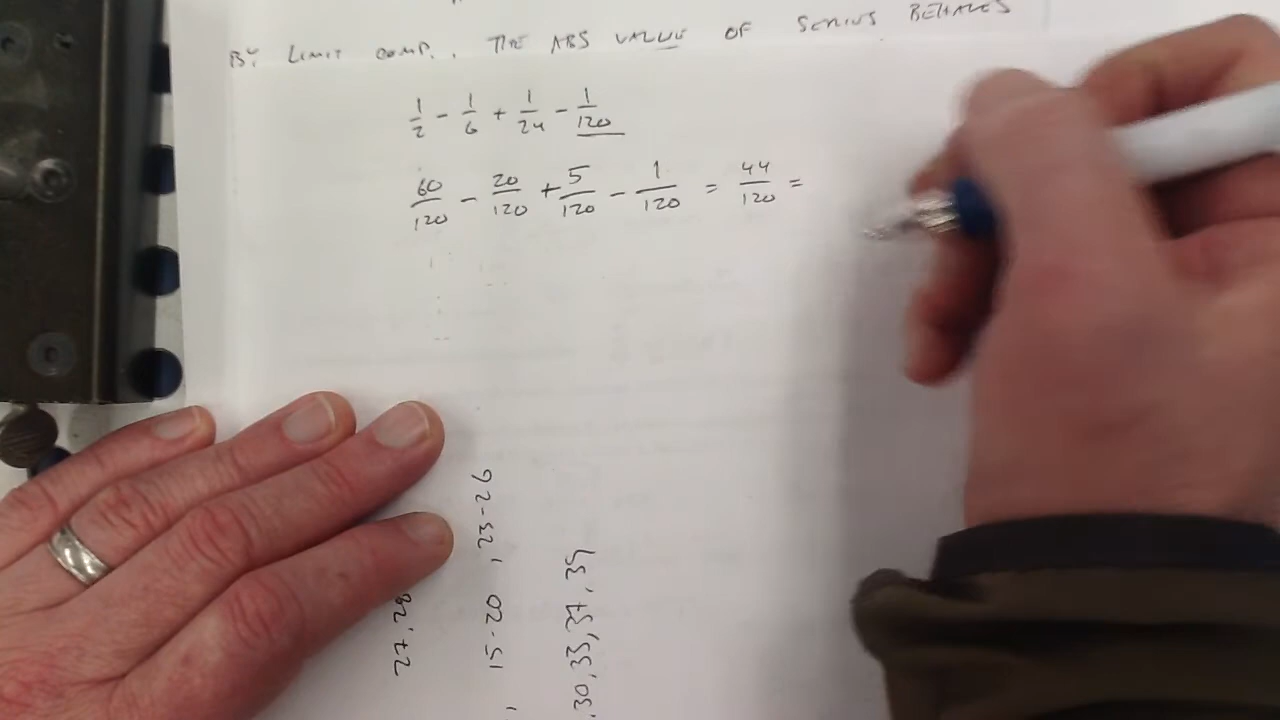 BY LIMIT COMP., THE ABS VALUE OF SERIES BEHAVES
1/2 - 1/6 + 1/24 - 1/120
60/120 - 20/120 + 5/120 - 1/120 = 44/120 =
27, 28
, 15-20, 23-26
, 30, 33, 37, 39